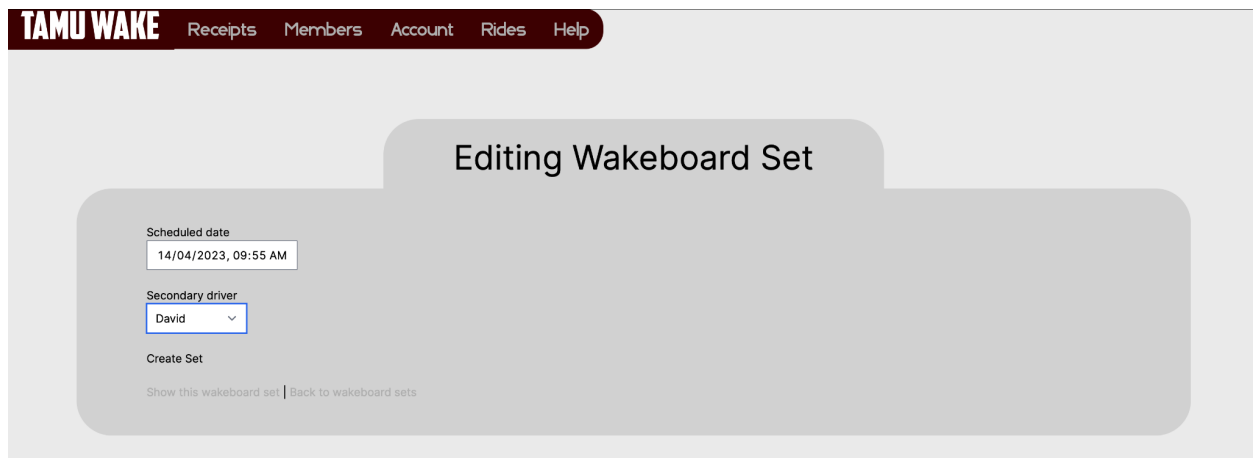 TAMU WAKE Receipts Members Account Rides Help
Editing Wakeboard Set
Scheduled date
14/04/2023, 09:55 AM
Secondary driver
David
Create Set
Show this wakeboard set | Back to wakeboard sets